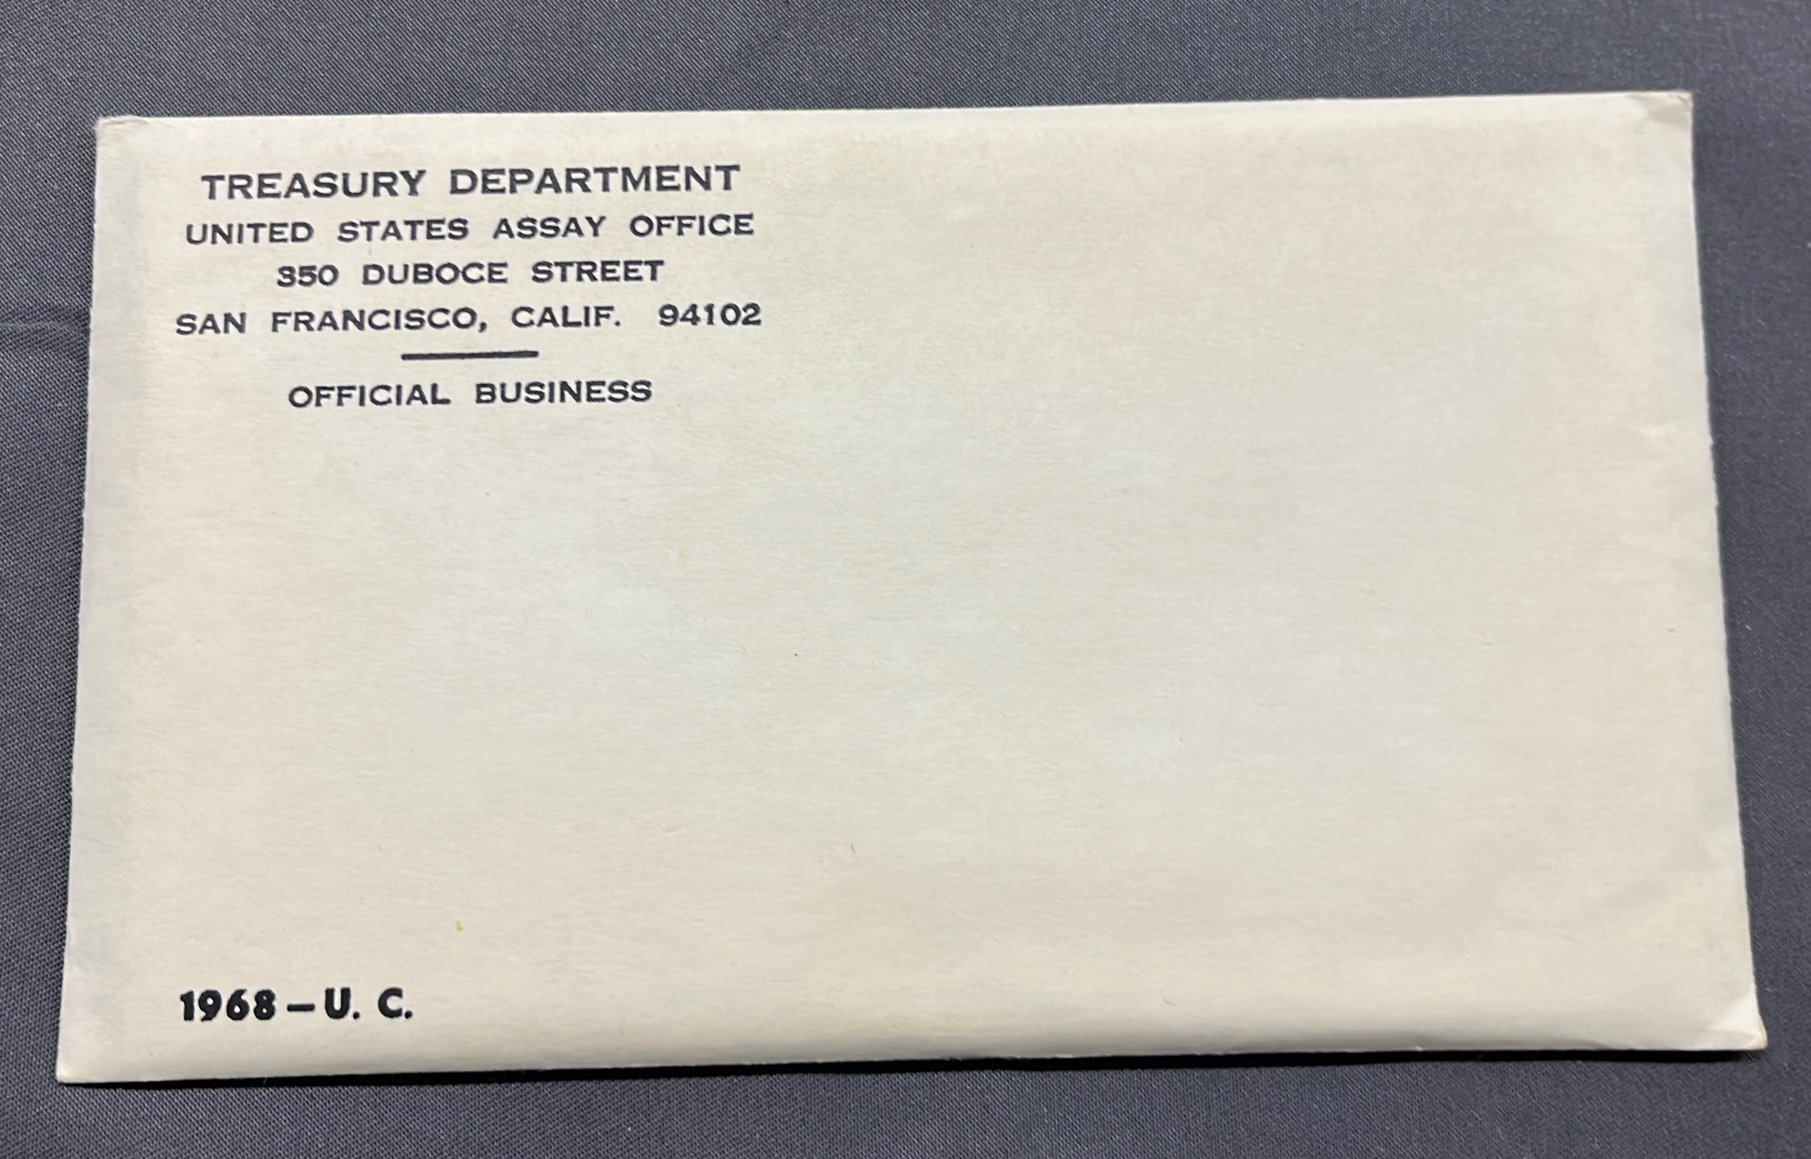 TREASURY DEPARTMENT
UNITED STATES ASSAY OFFICE
350 DUBOCE STREET
SAN FRANCISCO, CALIF. 94102
OFFICIAL BUSINESS
1968 – U. C.